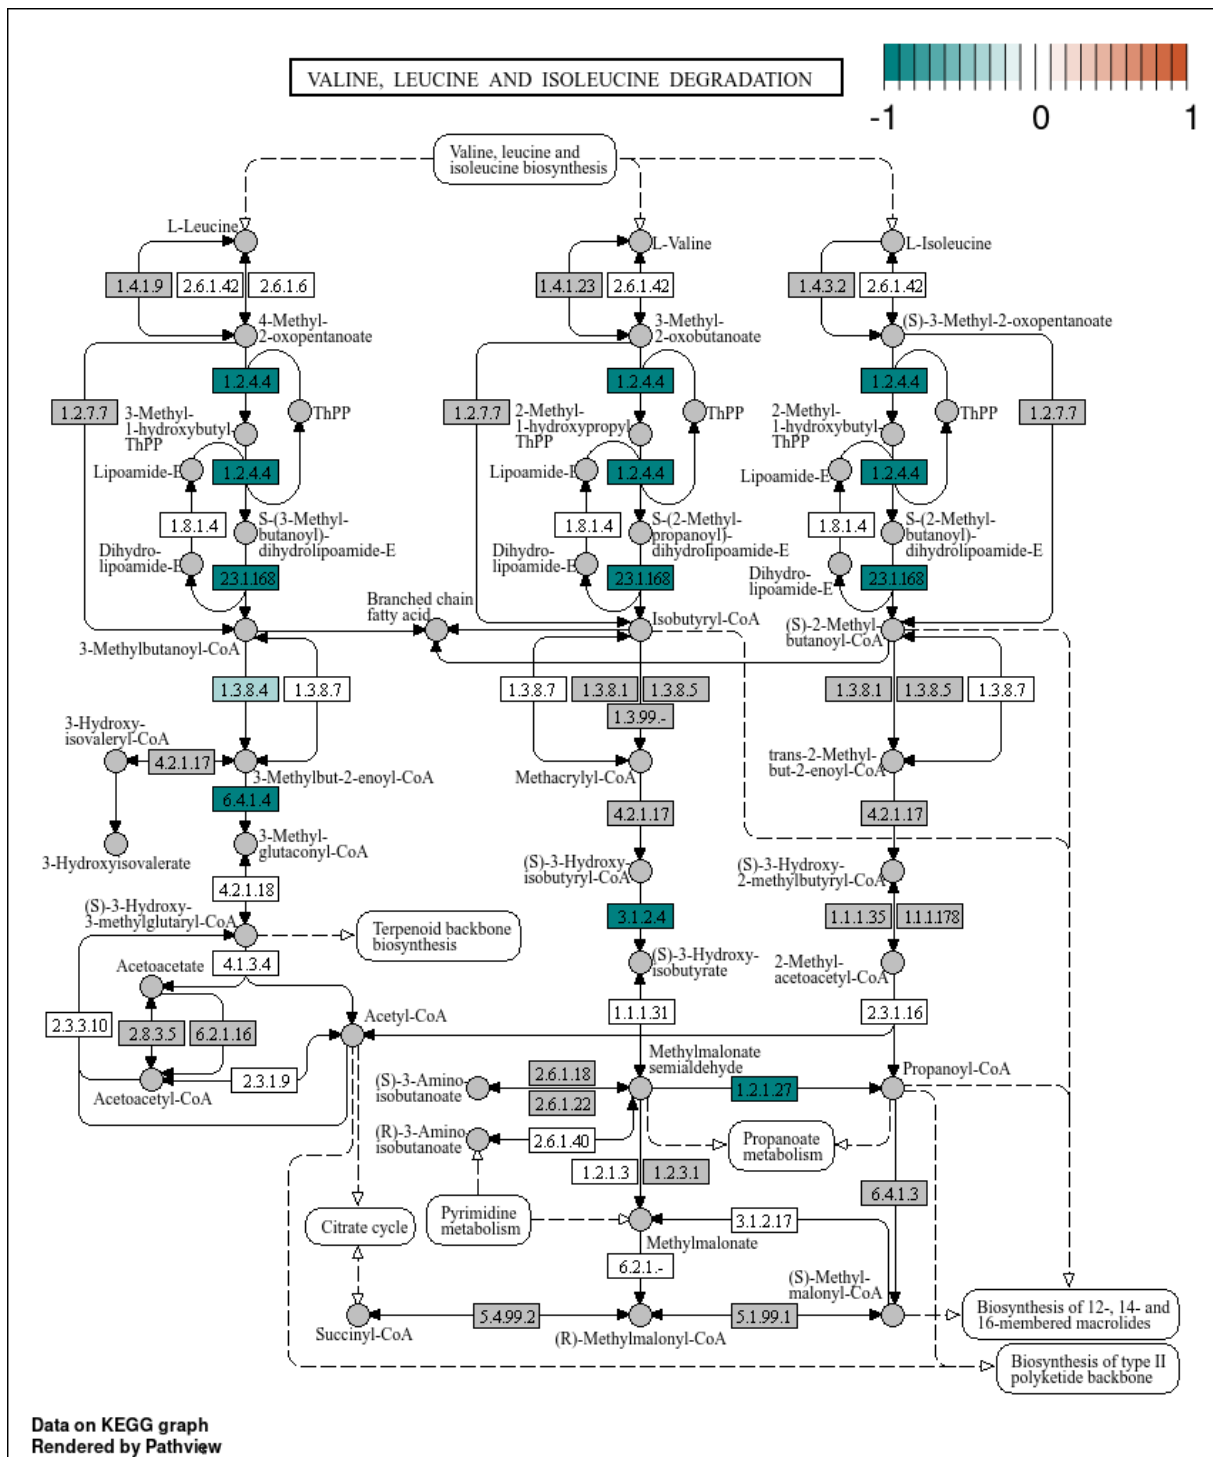 VALINE, LEUCINE AND ISOLEUCINE DEGRADATION
-1
0
1
Valine, leucine and
isoleucine biosynthesis
L-Leucine
L-Valine
L-Isoleucine
1.4.1.9
2.6.1.42
2.6.1.6
1.4.1.23
2.6.1.42
1.4.3.2
2.6.1.42
4-Methyl-
2-oxopentanoate
3-Methyl-
2-oxobutanoate
(S)-3-Methyl-2-oxopentanoate
1.2.4.4
1.2.4.4
1.2.4.4
1.2.7.7
1.2.7.7
1.2.7.7
3-Methyl-
1-hydroxybutyl-
ThPP
ThPP
2-Methyl-
1-hydroxypropyl
ThPP
ThPP
2-Methyl-
1-hydroxybutyl-
ThPP
ThPP
Lipoamide-E
1.2.4.4
Lipoamide-E
1.2.4.4
Lipoamide-E
1.2.4.4
1.8.1.4
1.8.1.4
1.8.1.4
S-(3-Methyl-
butanoyl)-
dihydrolipoamide-E
S-(2-Methyl-
propanoyl)-
dihydrolipoamide-E
S-(2-Methyl-
butanoyl)-
dihydrolipoamide-E
Dihydro-
lipoamide-E
2.3.1.168
Dihydro-
lipoamide-E
2.3.1.168
Dihydro-
lipoamide-E
2.3.1.168
Branched chain
fatty acid
3-Methylbutanoyl-CoA
Isobutyryl-CoA
(S)-2-Methyl
butanoyl-CoA
1.3.8.4
1.3.8.7
1.3.8.7
1.3.8.1
1.3.8.5
1.3.99.-
1.3.8.1
1.3.8.5
1.3.8.7
3-Hydroxy-
isovaleryl-CoA
4.2.1.17
3-Methylbut-2-enoyl-CoA
Methacrylyl-CoA
trans-2-Methyl-
but-2-enoyl-CoA
6.4.1.4
4.2.1.17
4.2.1.17
3-Hydroxyisovalerate
3-Methyl-
glutaconyl-CoA
(S)-3-Hydroxy-
isobutyryl-CoA
(S)-3-Hydroxy-
2-methylbutyryl-CoA
4.2.1.18
(S)-3-Hydroxy-
3-methylglutaryl-CoA
Terpenoid backbone
biosynthesis
3.1.2.4
1.1.1.35
1.1.1.178
4.1.3.4
(S)-3-Hydroxy-
isobutyrate
2-Methyl-
acetoacetyl-CoA
Acetoacetate
2.3.3.10
2.8.3.5
6.2.1.16
Acetyl-CoA
1.1.1.31
2.3.1.16
2.3.1.9
Acetoacetyl-CoA
Methylmalonate
semialdehyde
Propanoyl-CoA
(S)-3-Amino-
isobutanoate
2.6.1.18
2.6.1.22
1.2.1.27
(R)-3-Amino-
isobutanoate
2.6.1.40
Propanoate
metabolism
1.2.1.3
1.2.3.1
6.4.1.3
Citrate cycle
Pyrimidine
metabolism
3.1.2.17
Methylmalonate
6.2.1.-
(S)-Methyl-
malonyl-CoA
Succinyl-CoA
5.4.99.2
(R)-Methylmalonyl-CoA
5.1.99.1
Biosynthesis of 12-, 14- and
16-membered macrolides
Biosynthesis of type II
polyketide backbone
Data on KEGG graph
Rendered by Pathview